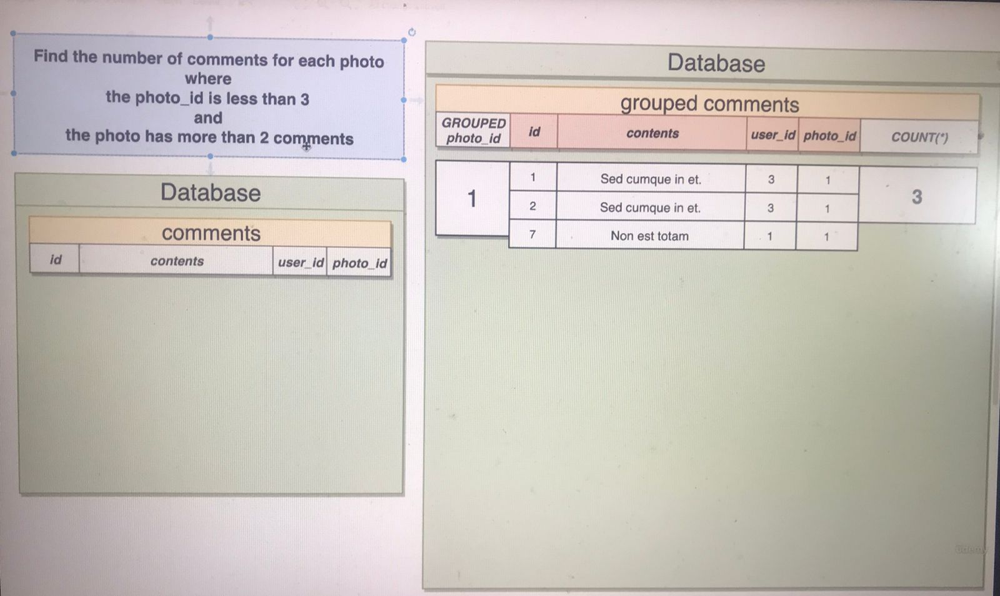 Find the number of comments for each photo
where
the photo_id is less than 3
and
the photo has more than 2 comments
Database
comments
id contents user_id photo_id
Database
grouped comments
GROUPED photo_id id contents user_id photo_id COUNT(*)
1 3
1 Sed cumque in et. 3 1
2 Sed cumque in et. 3 1
7 Non est totam 1 1
Udemy